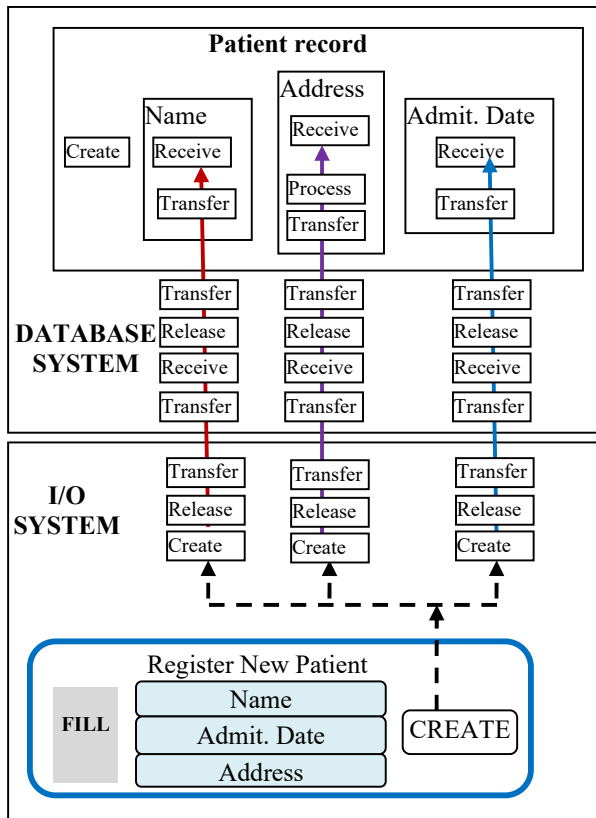 Patient record
Name
Address
Admit. Date
Create
Receive
Receive
Receive
Transfer
Process
Transfer
Transfer
Transfer
Transfer
Transfer
Release
Release
Release
DATABASE
SYSTEM
Receive
Receive
Receive
Transfer
Transfer
Transfer
I/O
SYSTEM
Transfer
Transfer
Transfer
Release
Release
Release
Create
Create
Create
Register New Patient
FILL
Name
Admit. Date
Address
CREATE